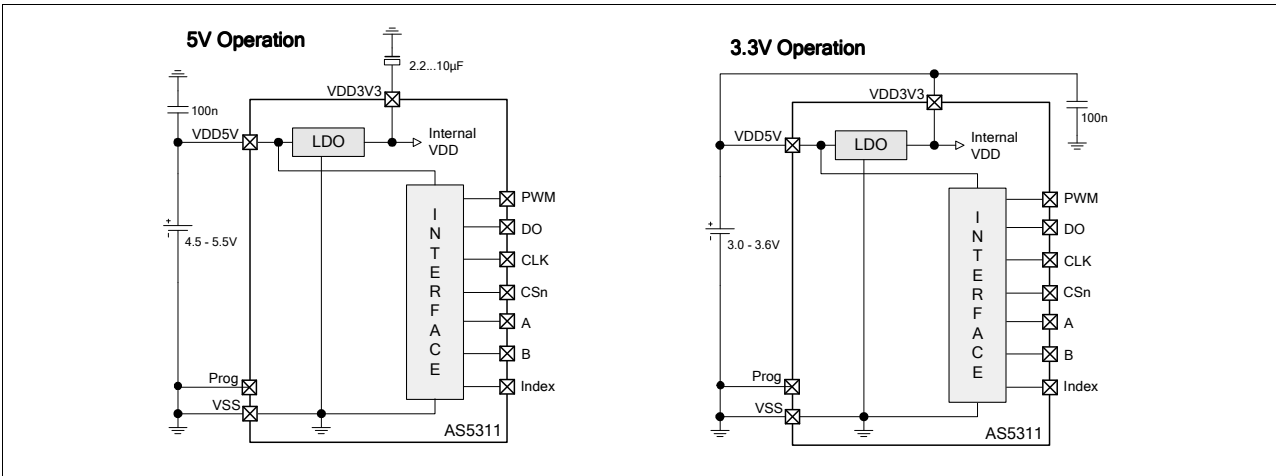 5V Operation
2.2...10µF
VDD3V3
100n
VDD5V
LDO
Internal
VDD
+
-
4.5 - 5.5V
INTERFACE
PWM
DO
CLK
CSn
A
B
Index
Prog
VSS
AS5311
3.3V Operation
VDD3V3
100n
VDD5V
LDO
Internal
VDD
+
-
3.0 - 3.6V
INTERFACE
PWM
DO
CLK
CSn
A
B
Index
Prog
VSS
AS5311